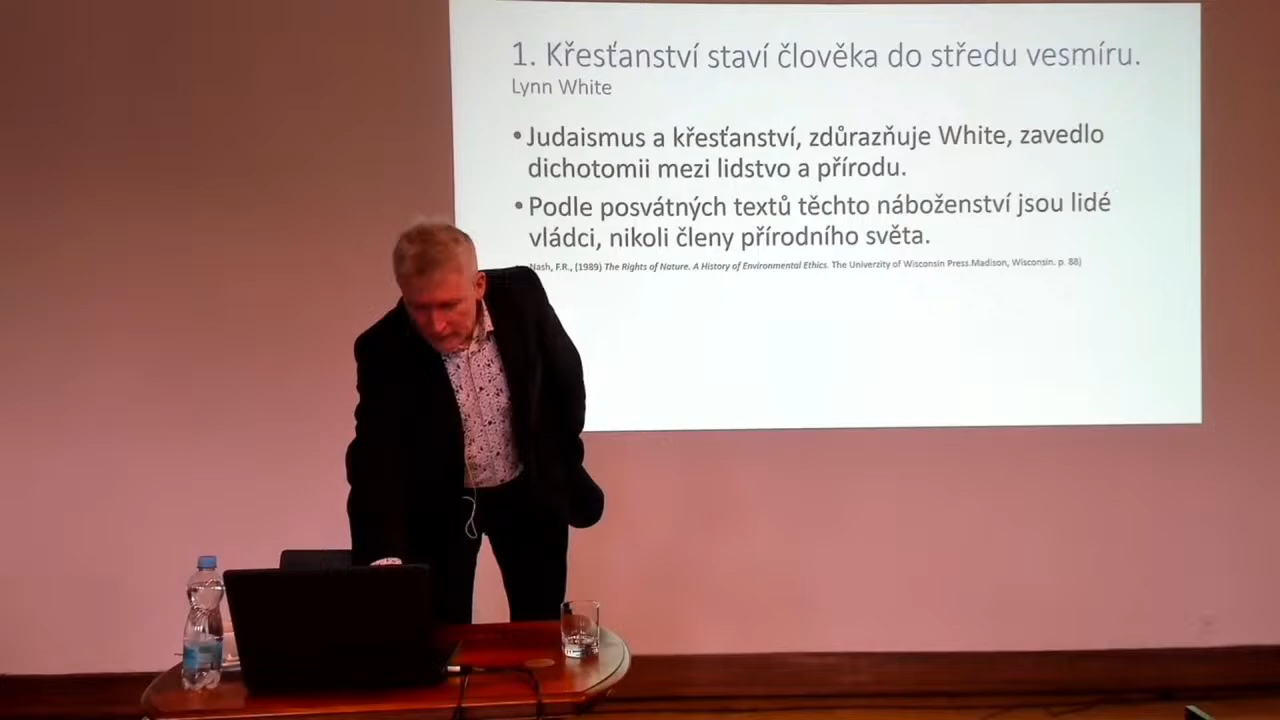 1. Křesťanství staví člověka do středu vesmíru.
Lynn White
• Judaismus a křesťanství, zdůrazňuje White, zavedlo
dichotomii mezi lidstvo a přírodu.
• Podle posvátných textů těchto náboženství jsou lidé
vládci, nikoli členy přírodního světa.
Nash, F.R., (1989) The Rights of Nature. A History of Environmental Ethics. The Univerzity of Wisconsin Press.Madison, Wisconsin. p. 88)